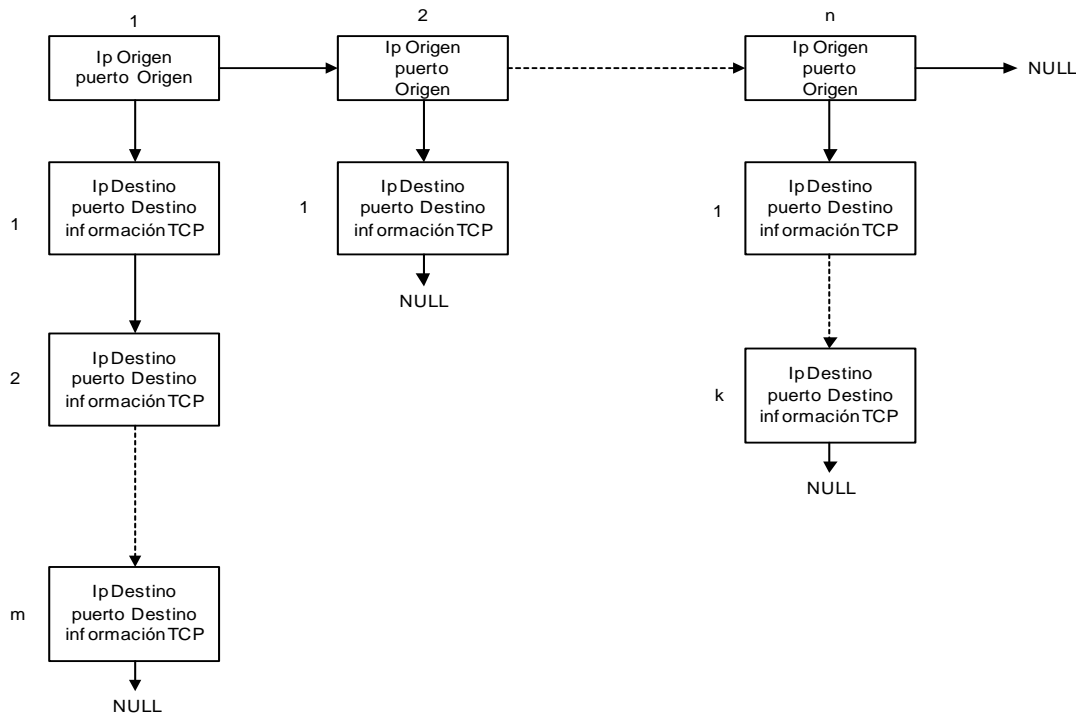 1
2
n
Ip Origen
puerto Origen
Ip Origen
puerto
Origen
Ip Origen
puerto
Origen
NULL
1
Ip Destino
puerto Destino
información TCP
1
Ip Destino
puerto Destino
información TCP
NULL
1
Ip Destino
puerto Destino
información TCP
2
Ip Destino
puerto Destino
información TCP
k
Ip Destino
puerto Destino
información TCP
NULL
m
Ip Destino
puerto Destino
información TCP
NULL